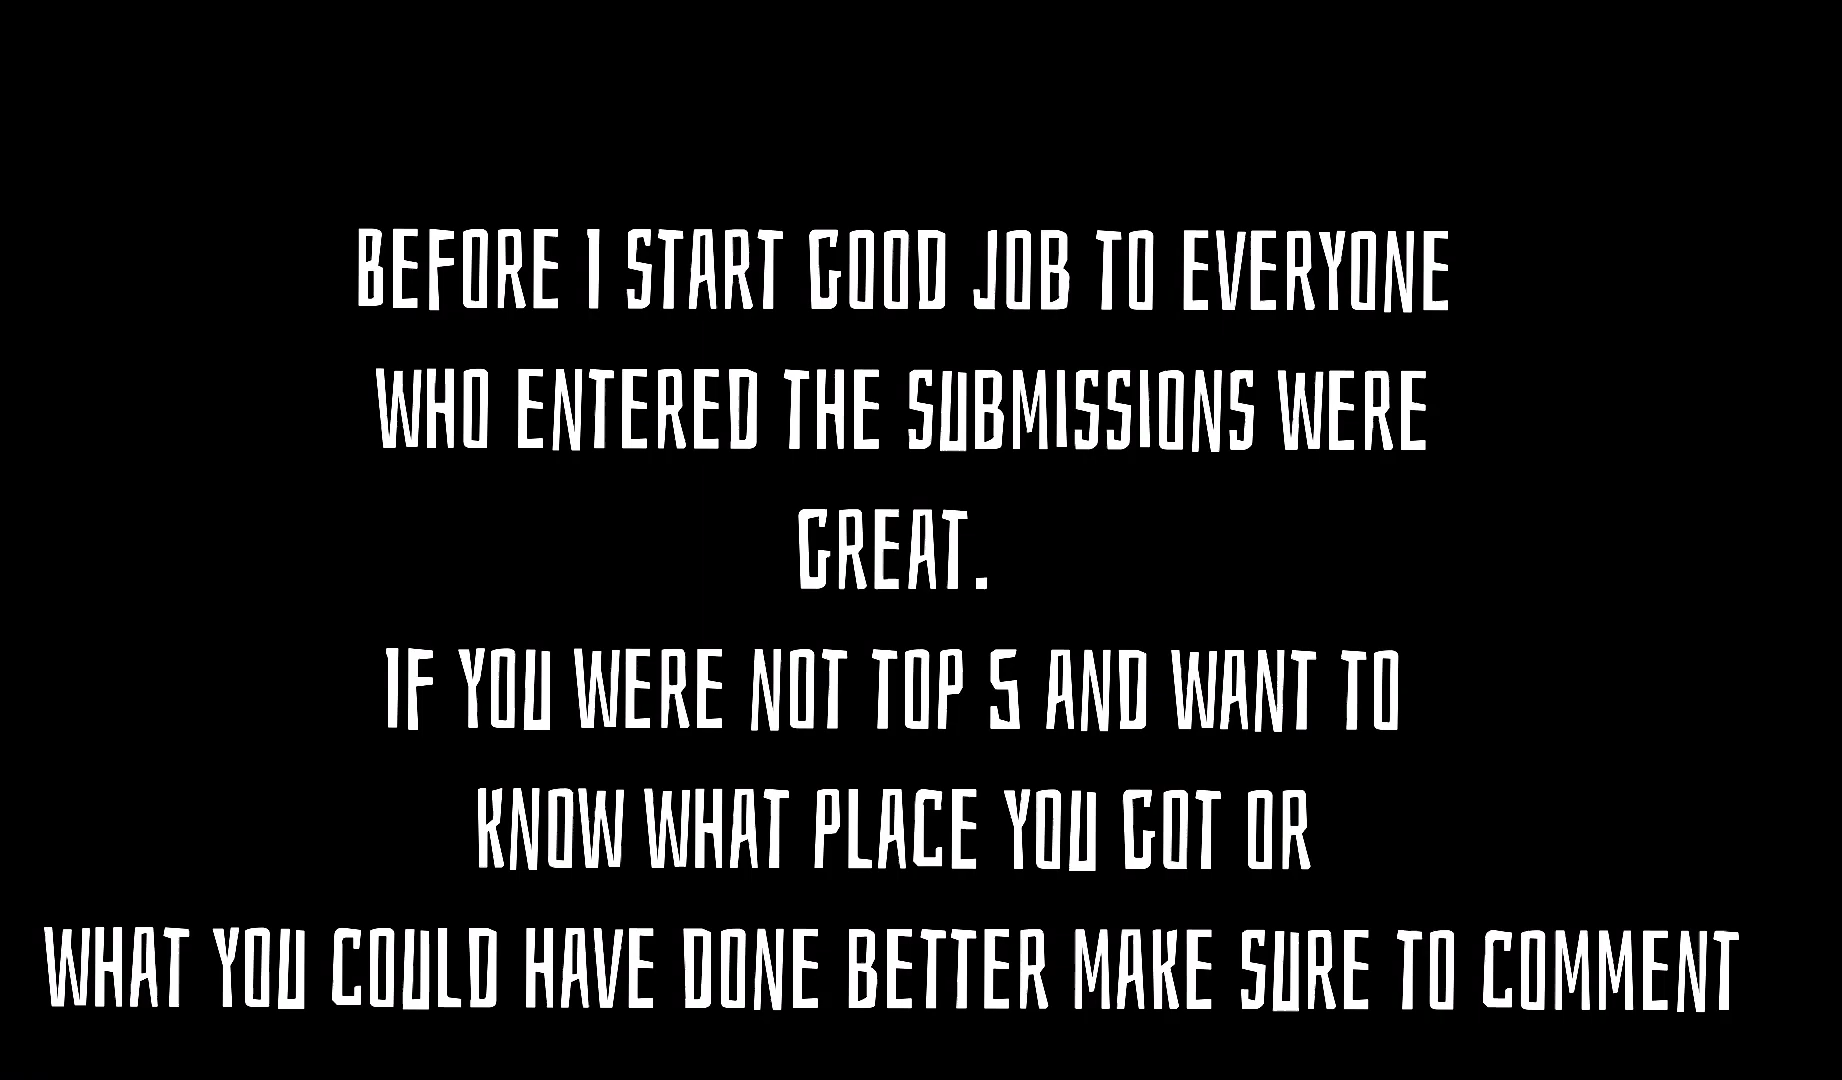 BEFORE I START GOOD JOB TO EVERYONE
WHO ENTERED THE SUBMISSIONS WERE
GREAT.
IF YOU WERE NOT TOP 5 AND WANT TO
KNOW WHAT PLACE YOU GOT OR
WHAT YOU COULD HAVE DONE BETTER MAKE SURE TO COMMENT